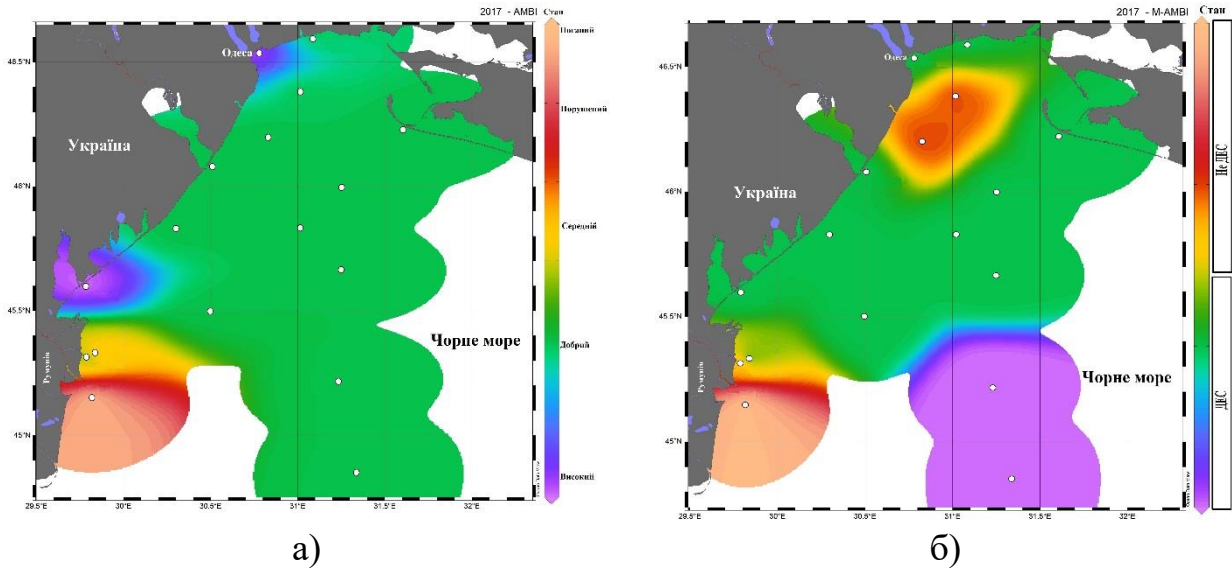 2017 - AMBI
Стан
Поганий
Порушений
Середній
Добрий
Високий
Одеса
Україна
Румунія
Чорне море
46.5°N
46°N
45.5°N
45°N
29.5°E
30°E
30.5°E
31°E
31.5°E
32°E
а)
2017 - M-AMBI
Стан
Не ДЕС
ДЕС
Одеса
Україна
Румунія
Чорне море
46.5°N
46°N
45.5°N
45°N
29.5°E
30°E
30.5°E
31°E
31.5°E
32°E
б)